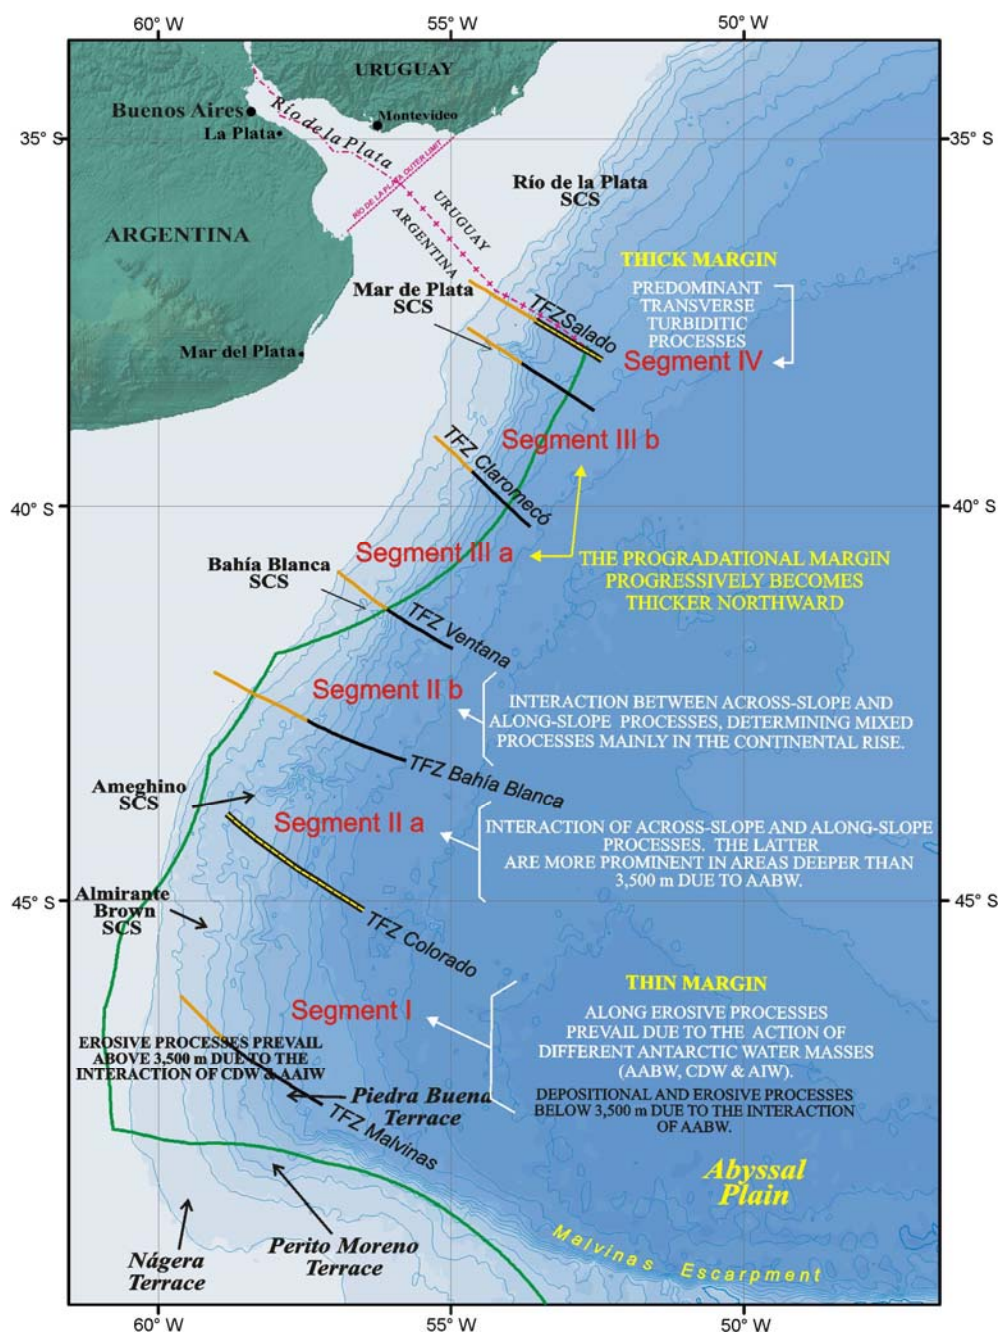 60° W
55° W
50° W
URUGUAY
Buenos Aires
Montevideo
La Plata
Río de la Plata
35° S
35° S
RÍO DE LA PLATA OUTER LIMIT
Río de la Plata
SCS
URUGUAY
ARGENTINA
ARGENTINA
THICK MARGIN
PREDOMINANT
TRANSVERSE
TURBIDITIC
PROCESSES
Mar de Plata
SCS
TFZSalado
Mar del Plata
Segment IV
Segment III b
TFZ Claromecó
40° S
40° S
Segment III a
THE PROGRADATIONAL MARGIN
PROGRESSIVELY BECOMES
THICKER NORTHWARD
Bahía Blanca
SCS
TFZ Ventana
Segment II b
INTERACTION BETWEEN ACROSS-SLOPE AND
ALONG-SLOPE PROCESSES, DETERMINING MIXED
PROCESSES MAINLY IN THE CONTINENTAL RISE.
TFZ Bahía Blanca
Ameghino
SCS
Segment II a
INTERACTION OF ACROSS-SLOPE AND ALONG-SLOPE
PROCESSES. THE LATTER
ARE MORE PROMINENT IN AREAS DEEPER THAN
3,500 m DUE TO AABW.
Almirante
Brown
SCS
45° S
45° S
TFZ Colorado
THIN MARGIN
Segment I
ALONG EROSIVE PROCESSES
PREVAIL DUE TO THE ACTION OF
DIFFERENT ANTARCTIC WATER MASSES
(AABW, CDW & AIW).
DEPOSITIONAL AND EROSIVE PROCESSES
BELOW 3,500 m DUE TO THE INTERACTION
OF AABW.
EROSIVE PROCESSES PREVAIL
ABOVE 3,500 m DUE TO THE
INTERACTION OF CDW & AAIW
Piedra Buena
Terrace
TFZ Malvinas
Abyssal
Plain
Nágera
Terrace
Perito Moreno
Terrace
Malvinas Escarpment
60° W
55° W
50° W